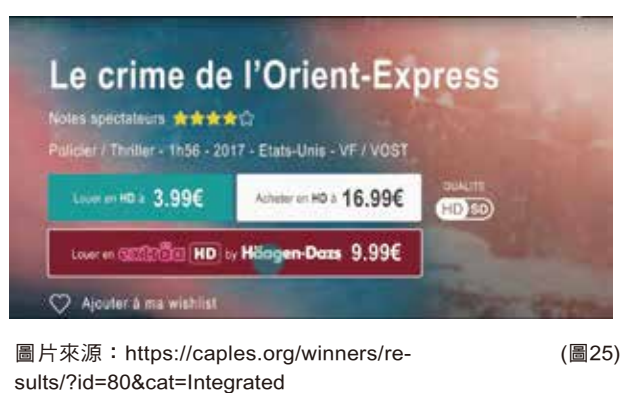 Le crime de l’Orient-Express
Notes spectateurs
Policier / Thriller - 1h56 - 2017 - Etats-Unis - VF / VOST
Louer en HD à 3.99€
Acheter en HD à 16.99€
QUALITE
HD SD
Louer en extröa HD by Häagen-Dazs 9.99€
Ajouter à ma wishlist
圖片來源：https://caples.org/winners/re-
sults/?id=80&cat=Integrated
(圖25)